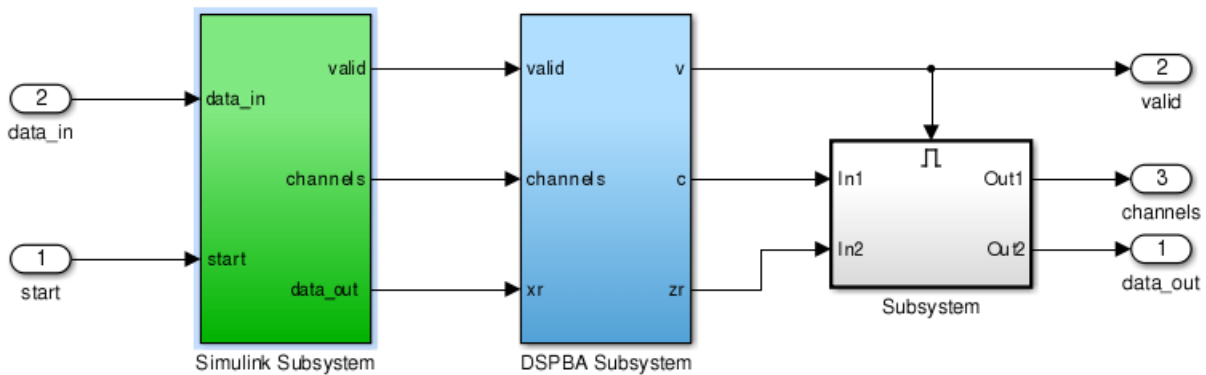 2
data_in
1
start
data_in
start
valid
channels
data_out
Simulink Subsystem
valid
channels
xr
v
c
zr
DSPBA Subsystem
In1
In2
Out1
Out2
Subsystem
2
valid
3
channels
1
data_out